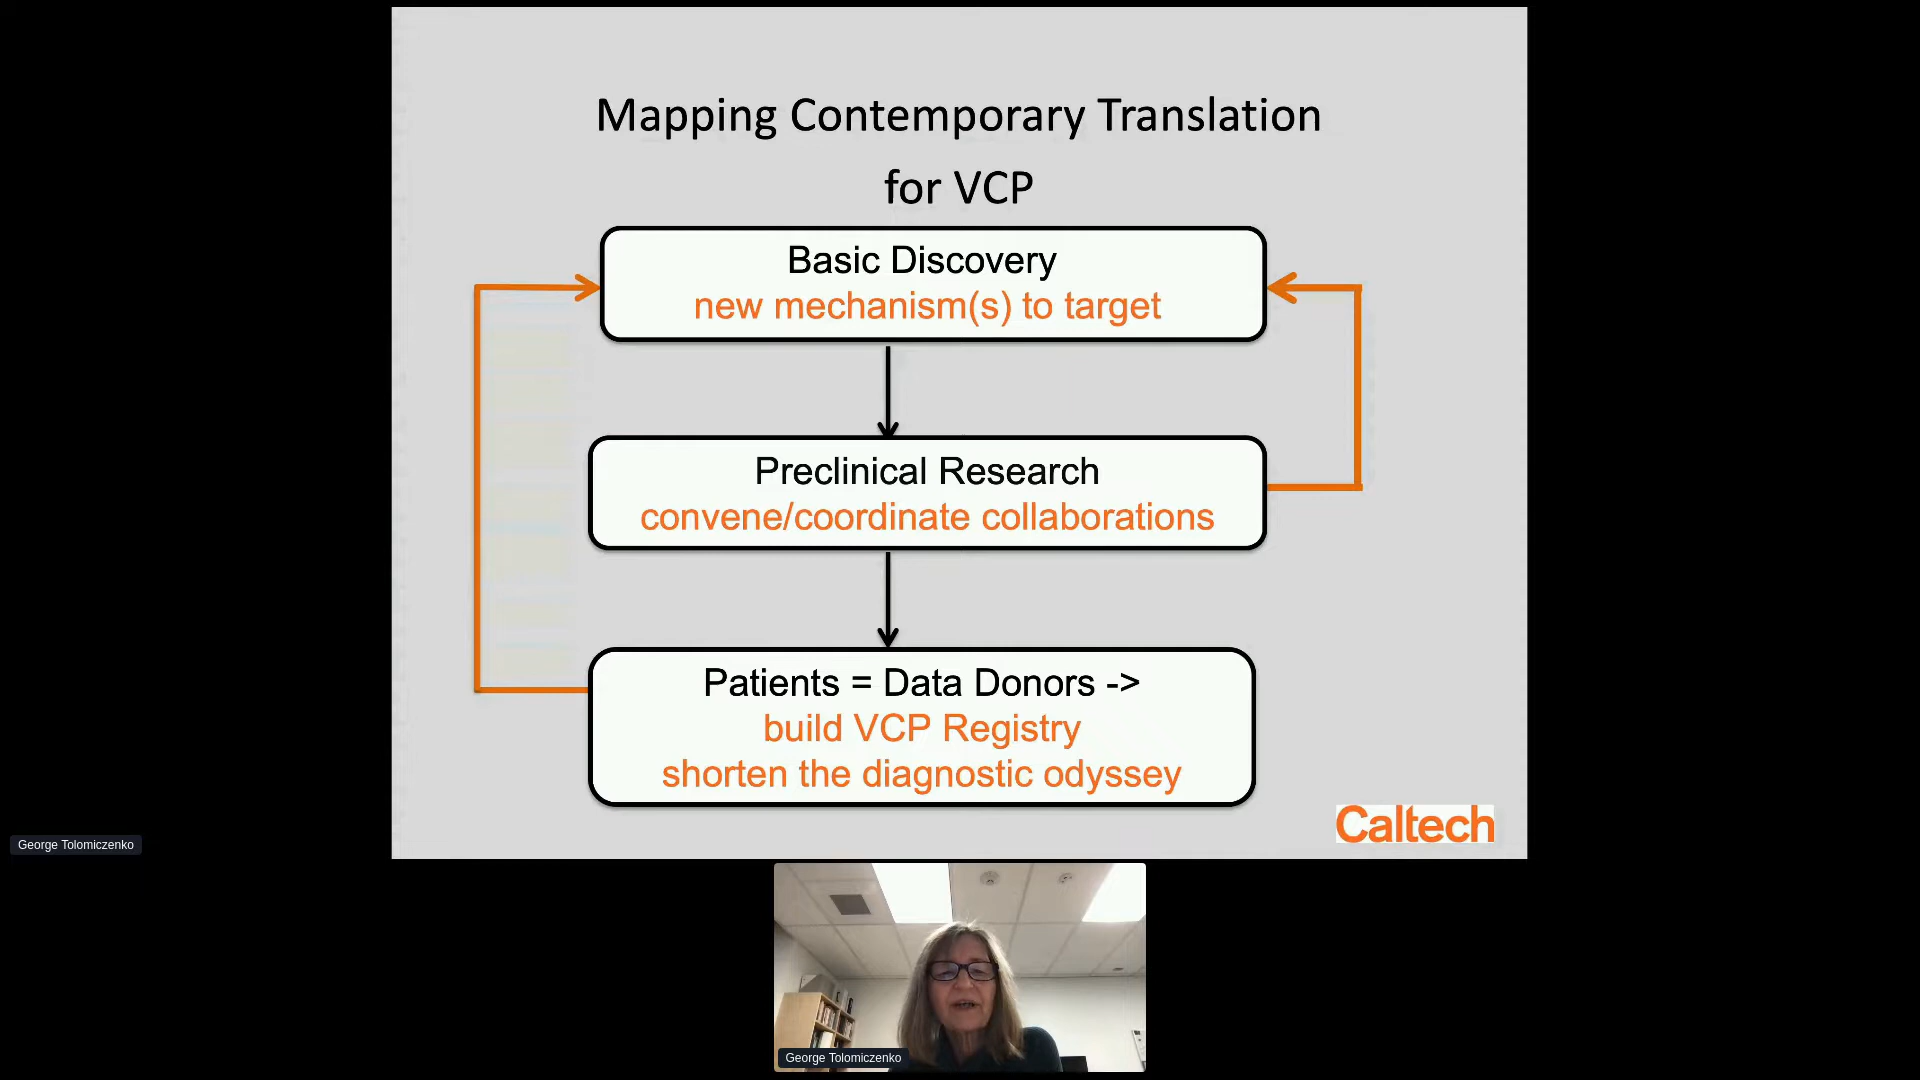 Mapping Contemporary Translation
for VCP
Basic Discovery
new mechanism(s) to target
Preclinical Research
convene/coordinate collaborations
Patients = Data Donors ->
build VCP Registry
shorten the diagnostic odyssey
Caltech
George Tolomiczenko
George Tolomiczenko